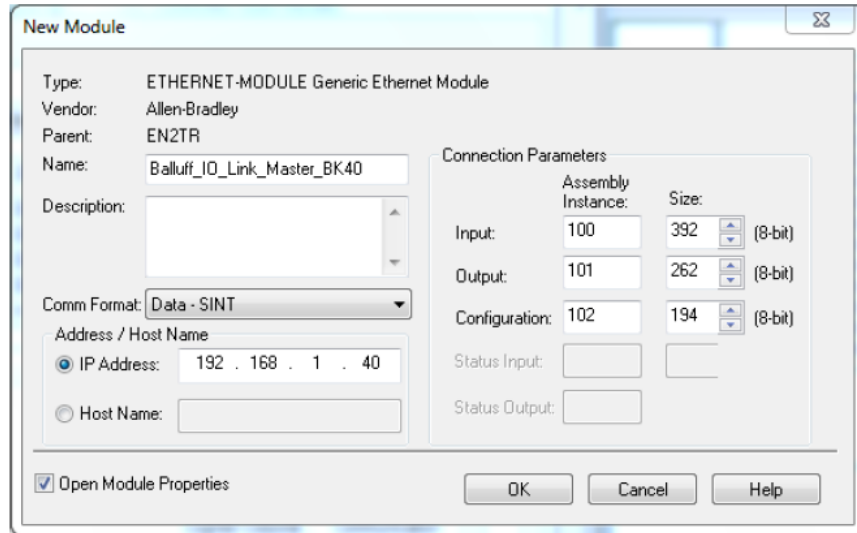 New Module
Type: ETHERNET-MODULE Generic Ethernet Module
Vendor: Allen-Bradley
Parent: EN2TR
Name: Balluff_IO_Link_Master_BK40
Description:
Comm Format: Data - SINT
Address / Host Name
IP Address: 192 . 168 . 1 . 40
Host Name:
Connection Parameters
Assembly
Instance: Size:
Input: 100 392 (8-bit)
Output: 101 262 (8-bit)
Configuration: 102 194 (8-bit)
Status Input:
Status Output:
Open Module Properties
OK Cancel Help